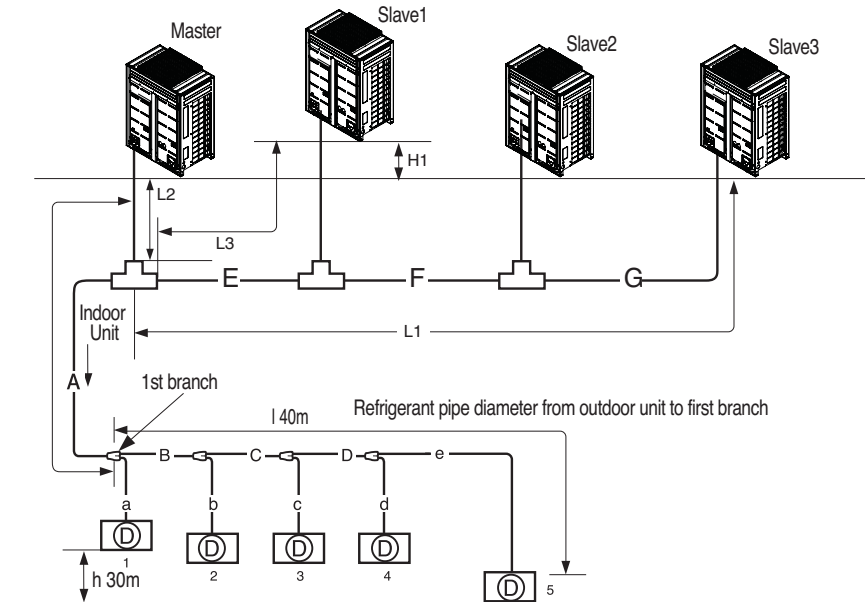 Master
Slave1
Slave2
Slave3
H1
L2
L3
E
F
G
Indoor
Unit
L1
A
1st branch
l 40m
Refrigerant pipe diameter from outdoor unit to first branch
B
C
D
e
a
b
c
d
D
D
D
D
D
1
2
3
4
5
h 30m